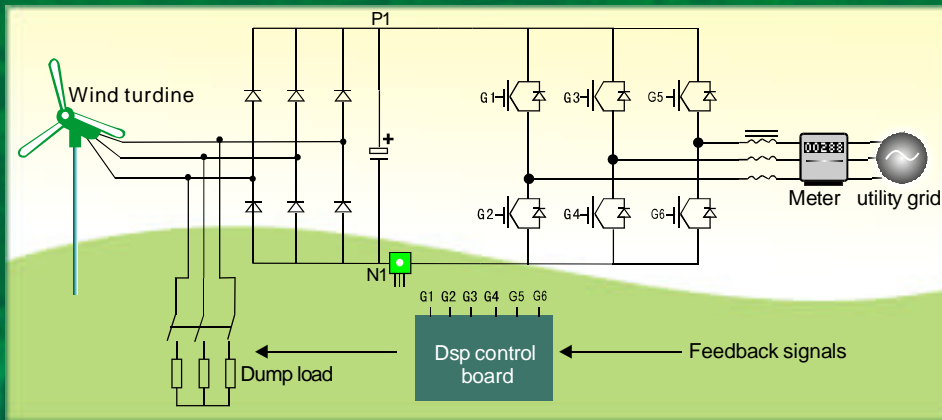 P1
Wind turdine
G1
G3
G5
+
00288
G2
G4
G6
Meter
utility grid
N1
G1 G2 G3 G4 G5 G6
Dsp control
board
Feedback signals
Dump load